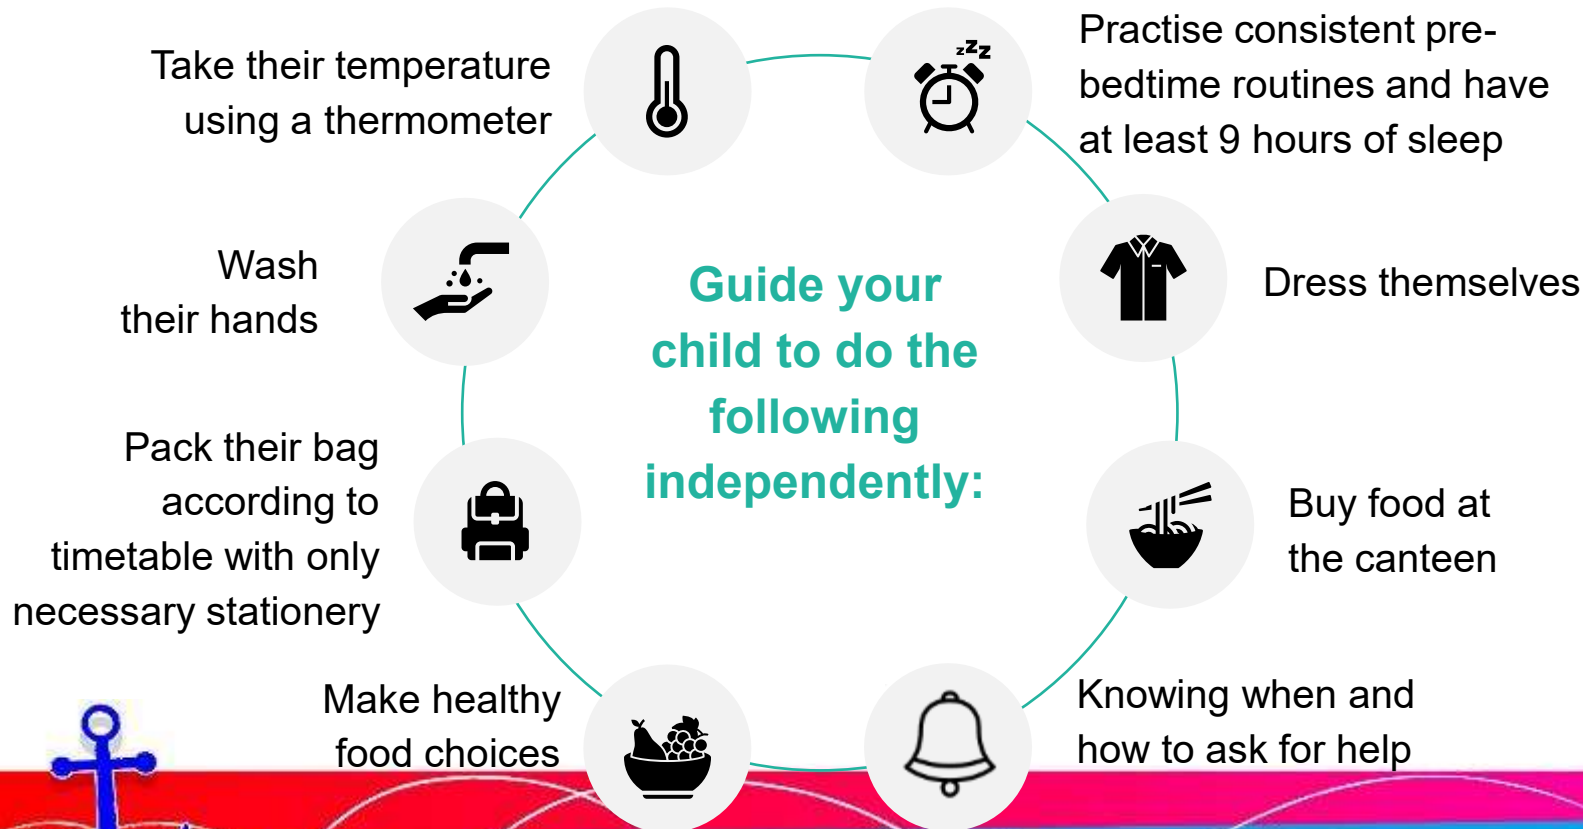 Take their temperature
using a thermometer
zZZ
Practise consistent pre-
bedtime routines and have
at least 9 hours of sleep
Wash
their hands
Guide your
child to do the
following
independently:
Dress themselves
Pack their bag
according to
timetable with only
necessary stationery
Buy food at
the canteen
Make healthy
food choices
Knowing when and
how to ask for help